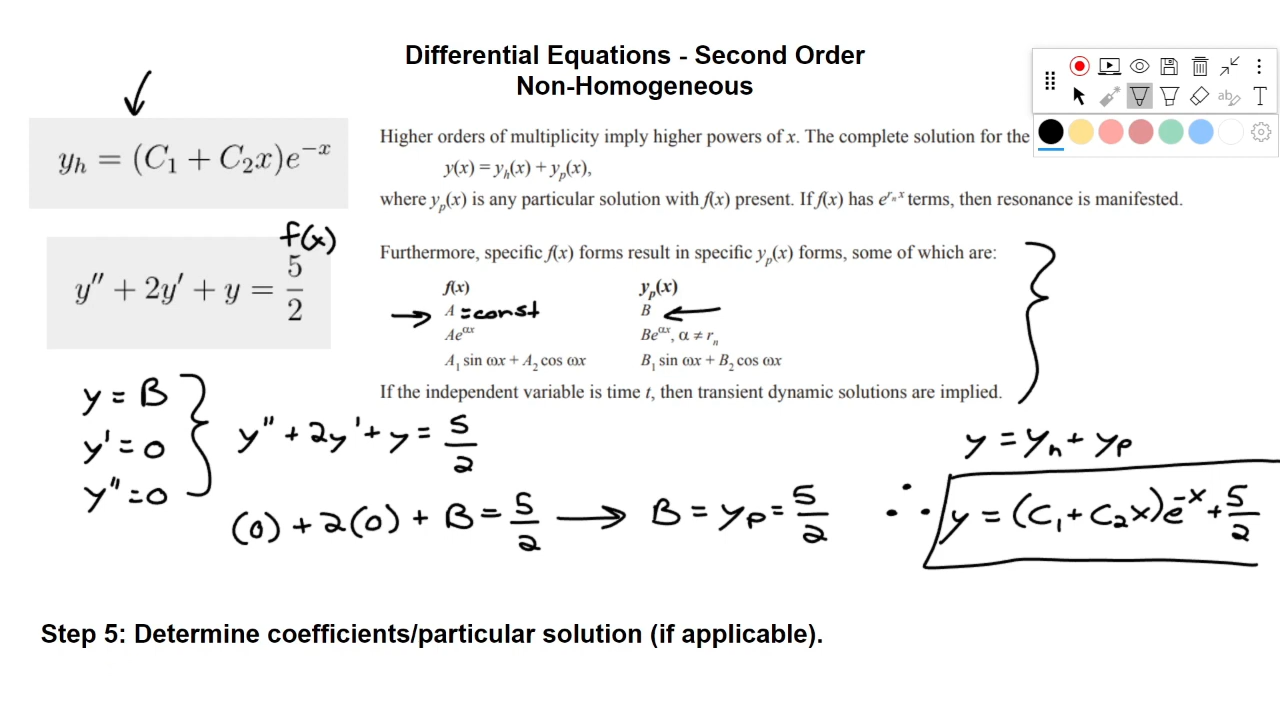 Differential Equations - Second Order
Non-Homogeneous
y_h = (C_1 + C_2x)e^{-x}
f(x)
y'' + 2y' + y = 5/2
Higher orders of multiplicity imply higher powers of x. The complete solution for the
y(x) = y_h(x) + y_p(x),
where y_p(x) is any particular solution with f(x) present. If f(x) has e^{r_n x} terms, then resonance is manifested.
Furthermore, specific f(x) forms result in specific y_p(x) forms, some of which are:
f(x) y_p(x)
→ A = const B ←
Ae^{αx} Be^{αx}, α ≠ r_n
A_1 sin ωx + A_2 cos ωx B_1 sin ωx + B_2 cos ωx
If the independent variable is time t, then transient dynamic solutions are implied.
y = B
y' = 0
y'' = 0
y'' + 2y' + y = 5/2
(0) + 2(0) + B = 5/2 → B = y_p = 5/2
y = y_h + y_p
∴ y = (C_1 + C_2x)e^{-x} + 5/2
Step 5: Determine coefficients/particular solution (if applicable).
ab
T